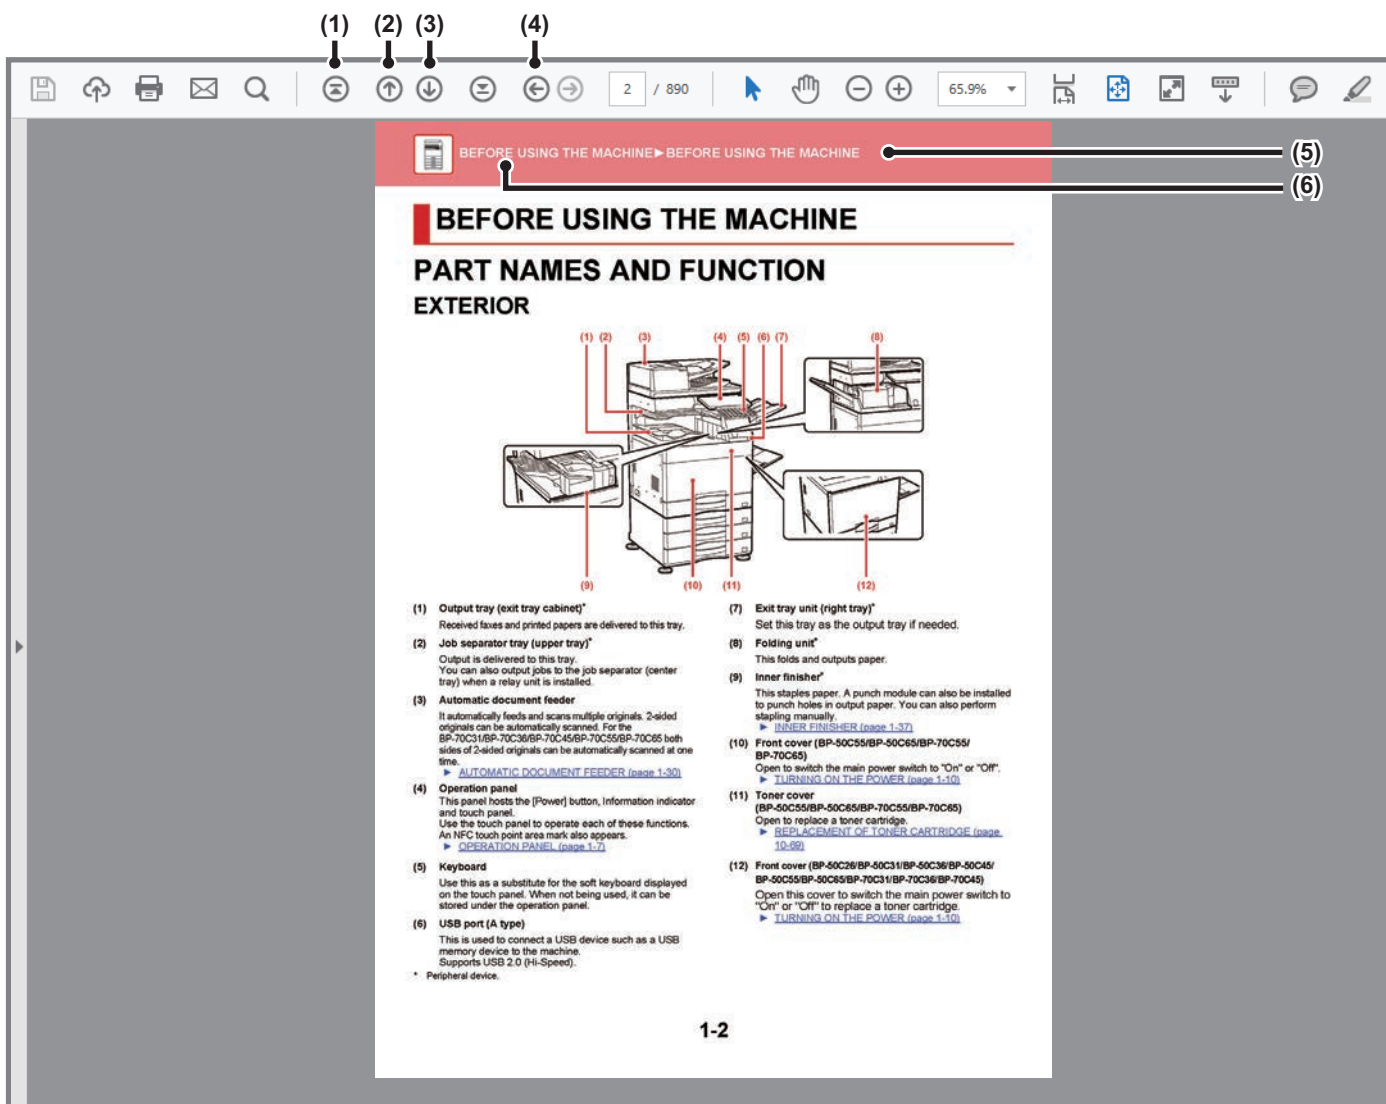 (1) (2) (3) (4)
2 / 890 65.9%
BEFORE USING THE MACHINE►BEFORE USING THE MACHINE
(5)
(6)
BEFORE USING THE MACHINE
PART NAMES AND FUNCTION
EXTERIOR
(1) (2) (3) (4) (5) (6) (7) (8)
(9) (10) (11) (12)
(1) Output tray (exit tray cabinet)*
Received faxes and printed papers are delivered to this tray.
(2) Job separator tray (upper tray)*
Output is delivered to this tray.
You can also output jobs to the job separator (center
tray) when a relay unit is installed.
(3) Automatic document feeder
It automatically feeds and scans multiple originals. 2-sided
originals can be automatically scanned. For the
BP-70C31/BP-70C36/BP-70C45/BP-70C55/BP-70C65 both
sides of 2-sided originals can be automatically scanned at one
time.
► AUTOMATIC DOCUMENT FEEDER (page 1-30)
(4) Operation panel
This panel hosts the [Power] button, Information indicator
and touch panel.
Use the touch panel to operate each of these functions.
An NFC touch point area mark also appears.
► OPERATION PANEL (page 1-7)
(5) Keyboard
Use this as a substitute for the soft keyboard displayed
on the touch panel. When not being used, it can be
stored under the operation panel.
(6) USB port (A type)
This is used to connect a USB device such as a USB
memory device to the machine.
Supports USB 2.0 (Hi-Speed).
* Peripheral device.
(7) Exit tray unit (right tray)*
Set this tray as the output tray if needed.
(8) Folding unit*
This folds and outputs paper.
(9) Inner finisher*
This staples paper. A punch module can also be installed
to punch holes in output paper. You can also perform
stapling manually.
► INNER FINISHER (page 1-37)
(10) Front cover (BP-50C55/BP-50C65/BP-70C55/
BP-70C65)
Open to switch the main power switch to "On" or "Off".
► TURNING ON THE POWER (page 1-10)
(11) Toner cover
(BP-50C55/BP-50C65/BP-70C55/BP-70C65)
Open to replace a toner cartridge.
► REPLACEMENT OF TONER CARTRIDGE (page
10-69)
(12) Front cover (BP-50C26/BP-50C31/BP-50C36/BP-50C45/
BP-50C55/BP-50C65/BP-70C31/BP-70C36/BP-70C45)
Open this cover to switch the main power switch to
"On" or "Off" to replace a toner cartridge.
► TURNING ON THE POWER (page 1-10)
1-2